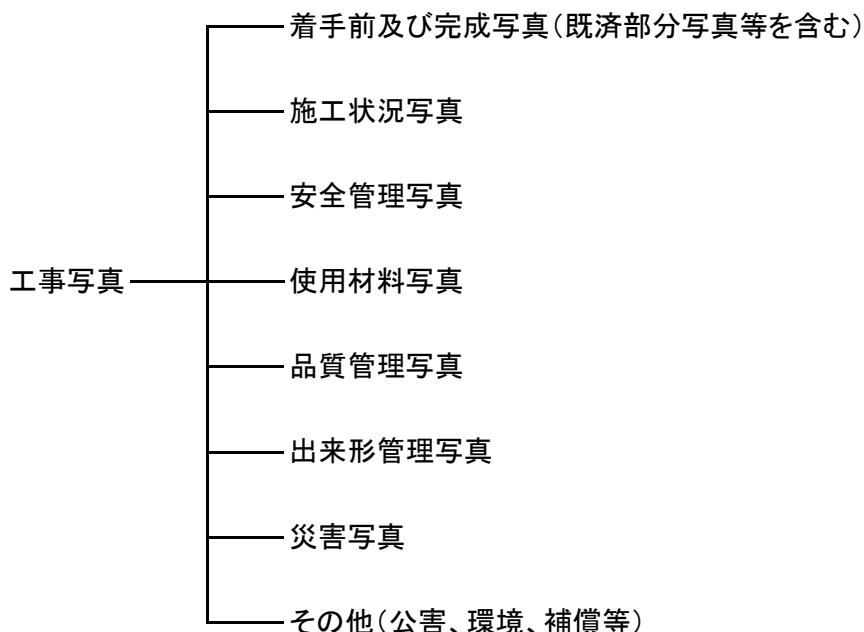 着手前及び完成写真(既済部分写真等を含む)
施工状況写真
安全管理写真
工事写真
使用材料写真
品質管理写真
出来形管理写真
災害写真
その他(公害、環境、補償等)